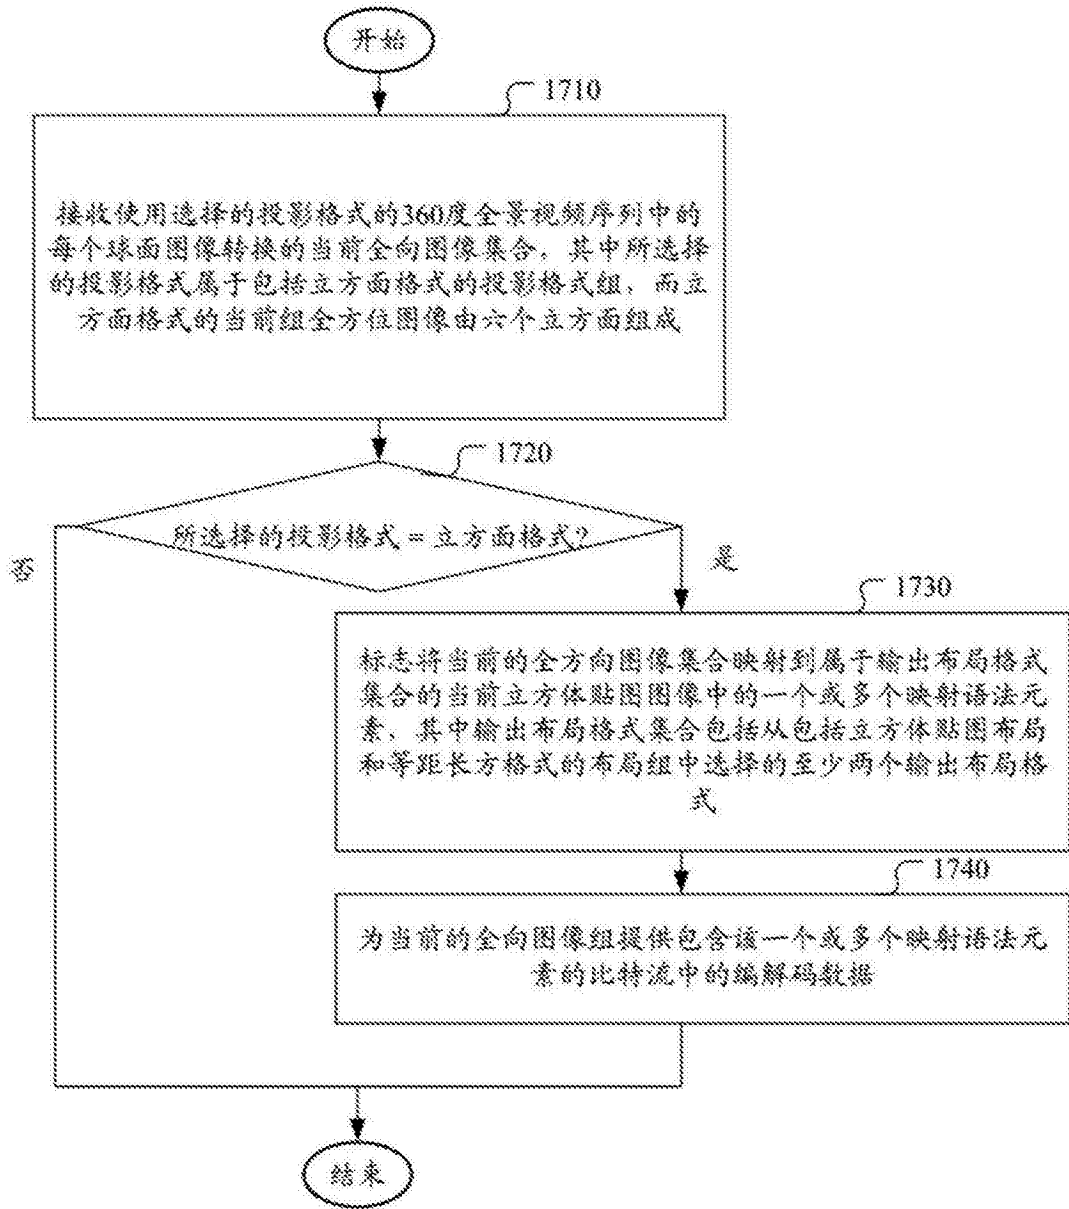 开始
1710
接收使用选择的投影格式的360度全景视频序列中的
每个球面图像转换的当前全向图像集合，其中所选择
的投影格式属于包括立方面格式的投影格式组，而立
方面格式的当前组全方位图像由六个立方面组成
1720
所选择的投影格式 = 立方面格式?
否
是
1730
标志将当前的全方向图像集合映射到属于输出布局格式
集合的当前立方体贴图图像中的一个或多个映射语法元
素，其中输出布局格式集合包括从包括立方体贴图布局
和等距长方格式的布局组中选择的至少两个输出布局格
式
1740
为当前的全向图像组提供包含该一个或多个映射语法元
素的比特流中的编解码数据
结束